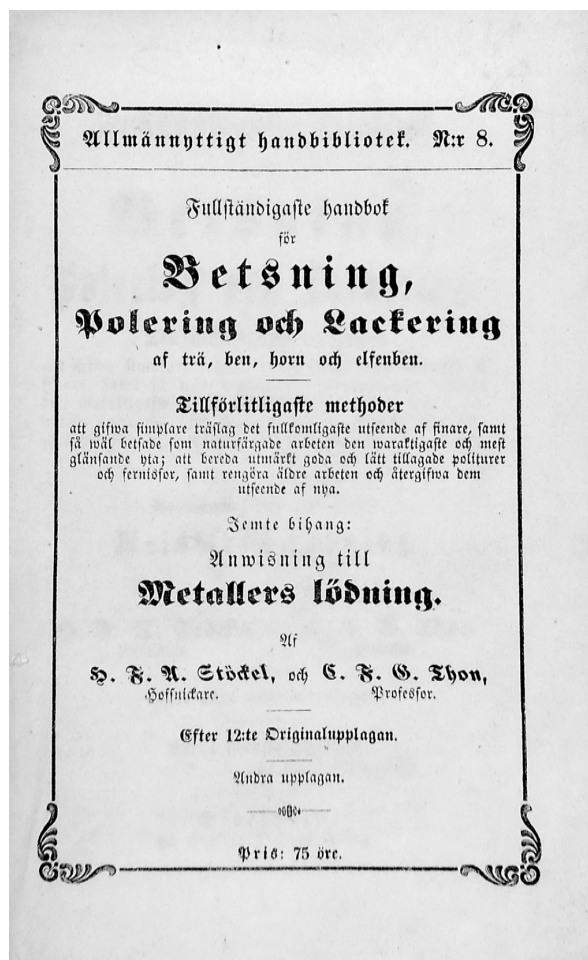 Allmännyttigt handbibliotek. N:r 8.
Fullständigaste handbok
för
Betsning,
Polering och Lackering
af trä, ben, horn och elfenben.
Tillförlitligaste methoder
att gifwa simplare träslag det fullkomligaste utseende af finare, samt
så wäl betsade som naturfärgade arbeten den waraktigaste och mest
glänsande yta; att bereda utmärkt goda och lätt tillagade polityrer
och fernissor, samt rengöra äldre arbeten och återgifwa dem
utseende af nya.
Jemte bihang:
Anwisning till
Metallers lödning.
Af
H. F. A. Stöckel, och C. F. G. Thon,
Hofsnickare. Professor.
Efter 12:te Originalupplagan.
Andra upplagan.
Pris: 75 öre.